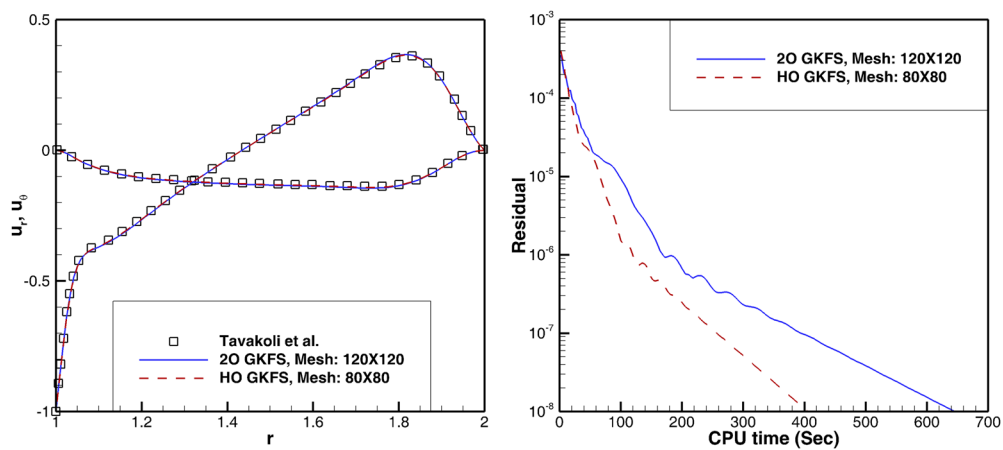 0.5
0
-0.5
-1
u_r, u_θ
1 1.2 1.4 1.6 1.8 2
r
Tavakoli et al.
2O GKFS, Mesh: 120X120
HO GKFS, Mesh: 80X80
10^-3
10^-4
10^-5
10^-6
10^-7
10^-8
Residual
0 100 200 300 400 500 600 700
CPU time (Sec)
2O GKFS, Mesh: 120X120
HO GKFS, Mesh: 80X80